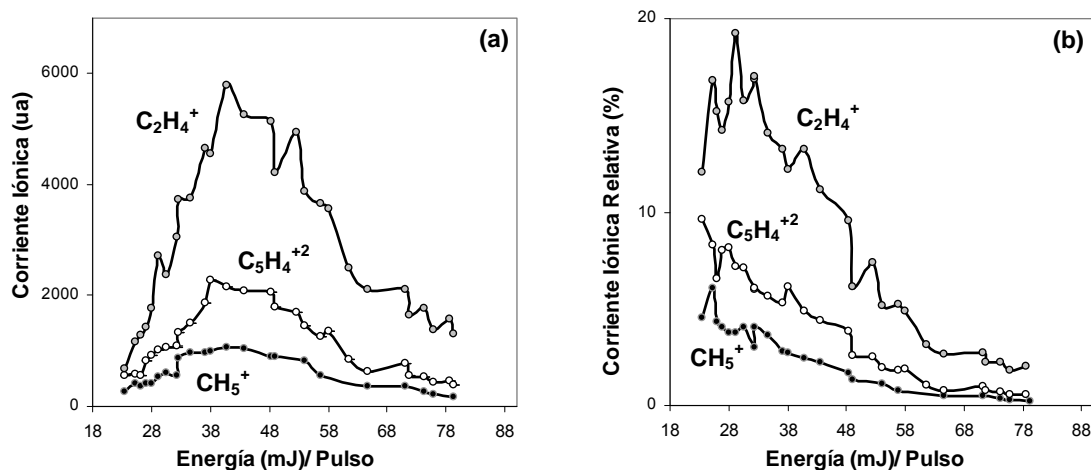 (a)
Corriente Iónica (ua)
6000
4000
2000
0
C₂H₄⁺
C₅H₄⁺²
CH₅⁺
18 28 38 48 58 68 78 88
Energía (mJ)/ Pulso
(b)
Corriente Iónica Relativa (%)
20
10
0
C₂H₄⁺
C₅H₄⁺²
CH₅⁺
18 28 38 48 58 68 78 88
Energía (mJ)/ Pulso